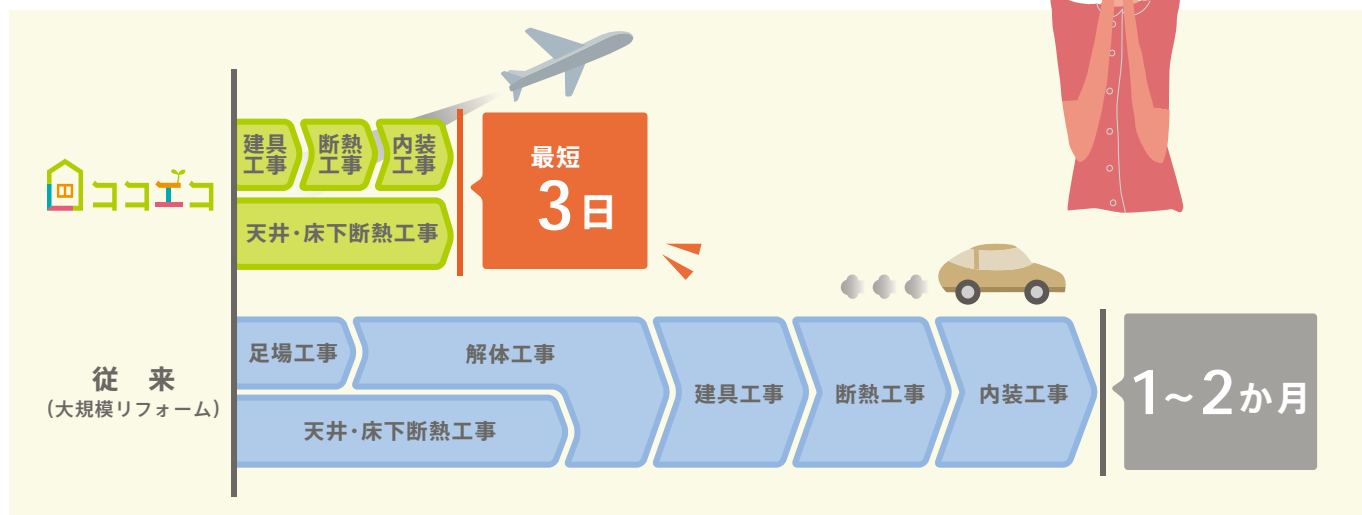 ココエコ
建具
工事
断熱
工事
内装
工事
天井・床下断熱工事
最短
3日
従　来
（大規模リフォーム）
足場工事
解体工事
天井・床下断熱工事
建具工事
断熱工事
内装工事
1〜2か月